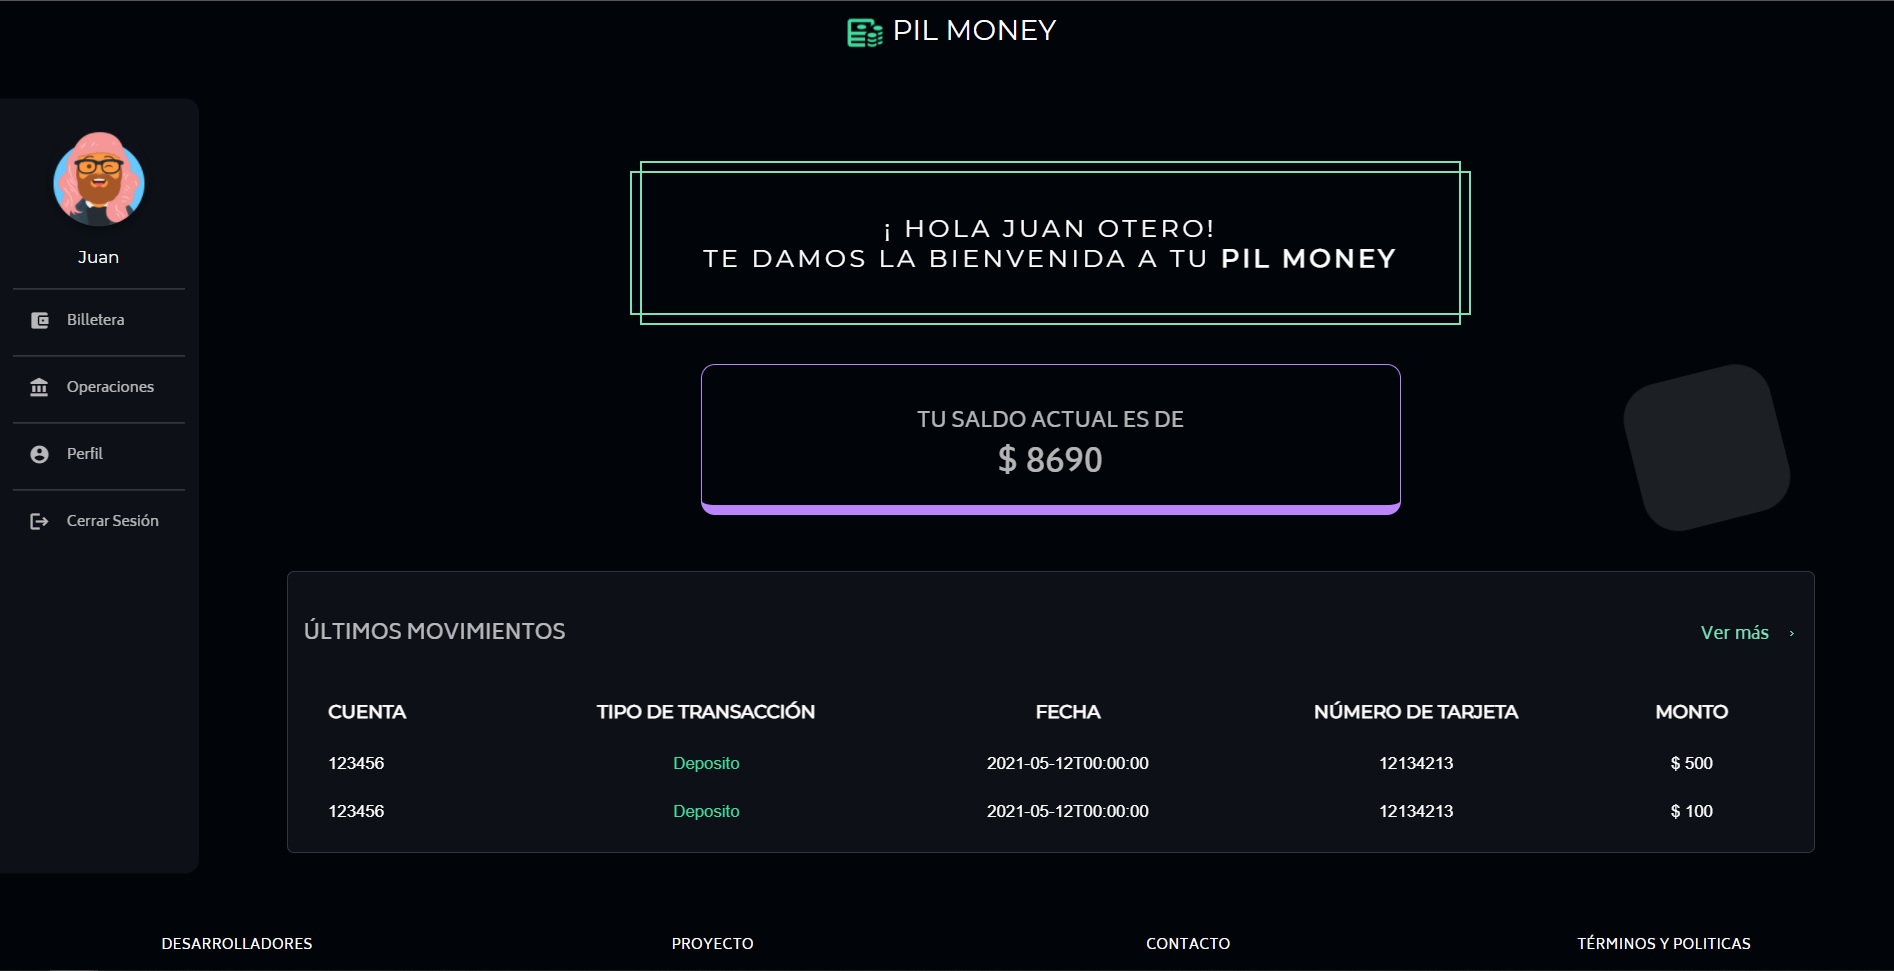 PIL MONEY
Juan
Billetera
Operaciones
Perfil
Cerrar Sesión
¡ HOLA JUAN OTERO!
TE DAMOS LA BIENVENIDA A TU PIL MONEY
TU SALDO ACTUAL ES DE
$ 8690
ÚLTIMOS MOVIMIENTOS
Ver más ›
CUENTA TIPO DE TRANSACCIÓN FECHA NÚMERO DE TARJETA MONTO
123456 Deposito 2021-05-12T00:00:00 12134213 $ 500
123456 Deposito 2021-05-12T00:00:00 12134213 $ 100
DESARROLLADORES PROYECTO CONTACTO TÉRMINOS Y POLITICAS